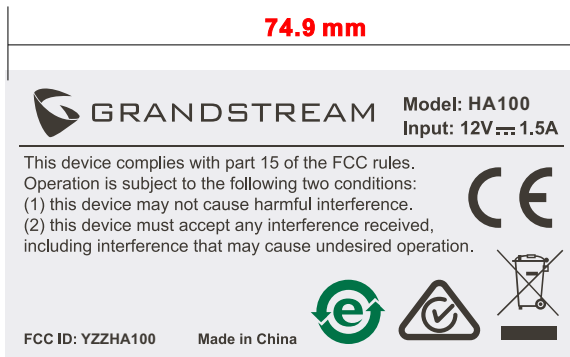 74.9 mm
GRANDSTREAM
Model: HA100
Input: 12V⎓1.5A
This device complies with part 15 of the FCC rules.
Operation is subject to the following two conditions:
(1) this device may not cause harmful interference.
(2) this device must accept any interference received,
including interference that may cause undesired operation.
CE
e
FCC ID: YZZHA100
Made in China